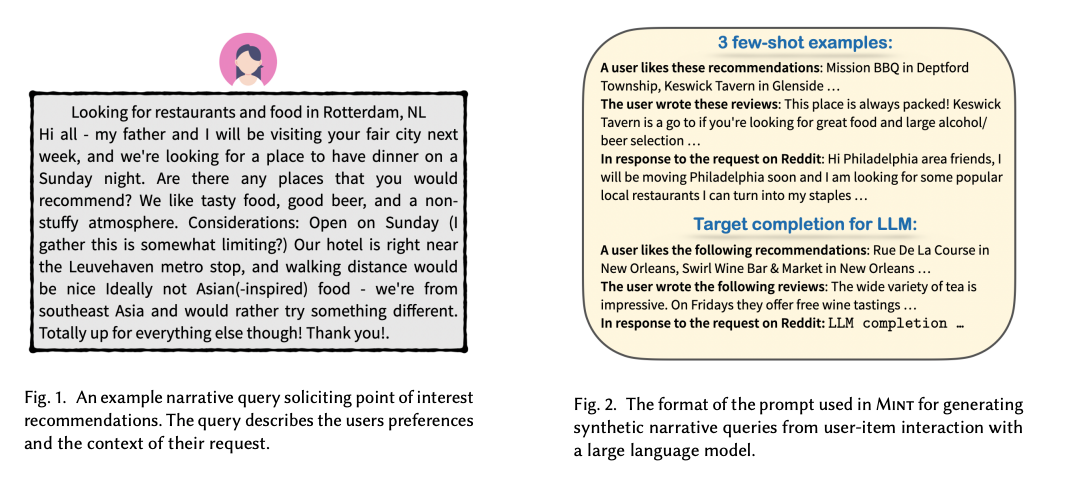 Looking for restaurants and food in Rotterdam, NL
Hi all - my father and I will be visiting your fair city next
week, and we're looking for a place to have dinner on a
Sunday night. Are there any places that you would
recommend? We like tasty food, good beer, and a non-
stuffy atmosphere. Considerations: Open on Sunday (I
gather this is somewhat limiting?) Our hotel is right near
the Leuvehaven metro stop, and walking distance would
be nice Ideally not Asian(-inspired) food - we're from
southeast Asia and would rather try something different.
Totally up for everything else though! Thank you!.
Fig. 1. An example narrative query soliciting point of interest
recommendations. The query describes the users preferences
and the context of their request.
3 few-shot examples:
A user likes these recommendations: Mission BBQ in Deptford
Township, Keswick Tavern in Glenside ...
The user wrote these reviews: This place is always packed! Keswick
Tavern is a go to if you're looking for great food and large alcohol/
beer selection ...
In response to the request on Reddit: Hi Philadelphia area friends, I
will be moving Philadelphia soon and I am looking for some popular
local restaurants I can turn into my staples ...
Target completion for LLM:
A user likes the following recommendations: Rue De La Course in
New Orleans, Swirl Wine Bar & Market in New Orleans ...
The user wrote the following reviews: The wide variety of tea is
impressive. On Fridays they offer free wine tastings ...
In response to the request on Reddit: LLM completion …
Fig. 2. The format of the prompt used in MINT for generating
synthetic narrative queries from user-item interaction with
a large language model.